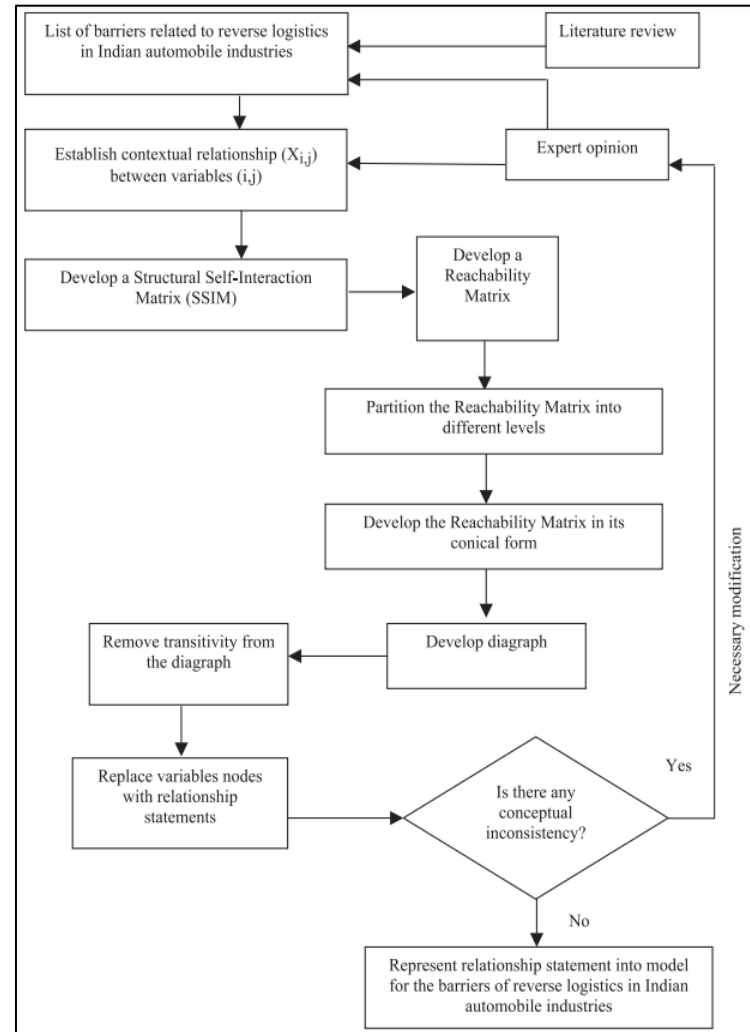 List of barriers related to reverse logistics
in Indian automobile industries
Literature review
Expert opinion
Establish contextual relationship (Xi,j)
between variables (i,j)
Develop a Structural Self-Interaction
Matrix (SSIM)
Develop a
Reachability
Matrix
Partition the Reachability Matrix into
different levels
Develop the Reachability Matrix in its
conical form
Develop diagraph
Remove transitivity from
the diagraph
Replace variables nodes
with relationship
statements
Is there any
conceptual
inconsistency?
Yes
Necessary modification
No
Represent relationship statement into model
for the barriers of reverse logistics in Indian
automobile industries